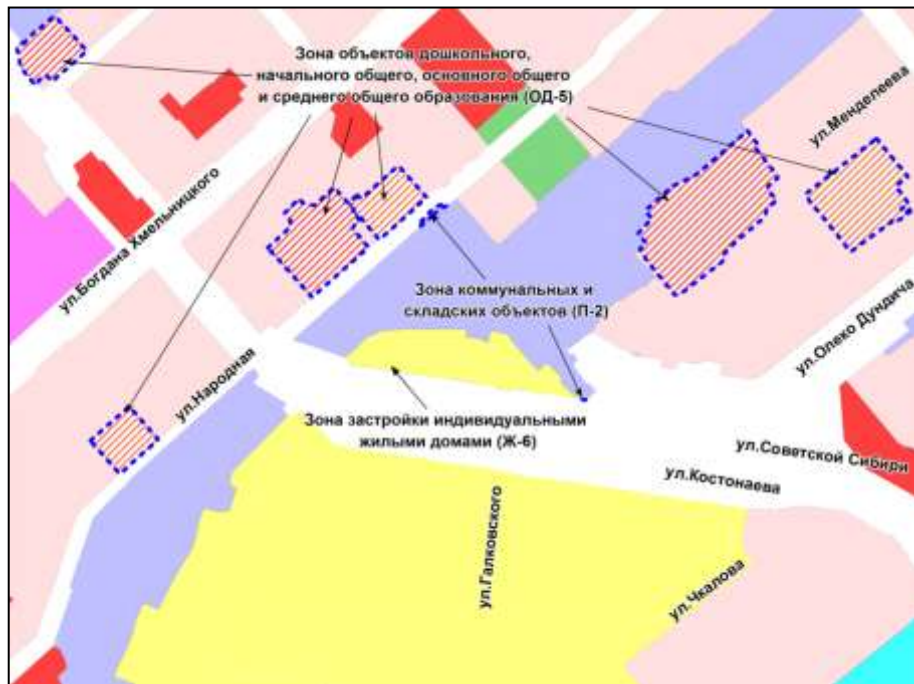 Зона объектов дошкольного,
начального общего, основного общего
и среднего общего образования (ОД-5)
ул.Менделеева
ул.Богдана Хмельницкого
Зона коммунальных и
складских объектов (П-2)
ул.Олеко Дундича
ул.Народная
Зона застройки индивидуальными
жилыми домами (Ж-6)
ул.Советской Сибири
ул.Костонаева
ул.Галковского
ул.Чкалова